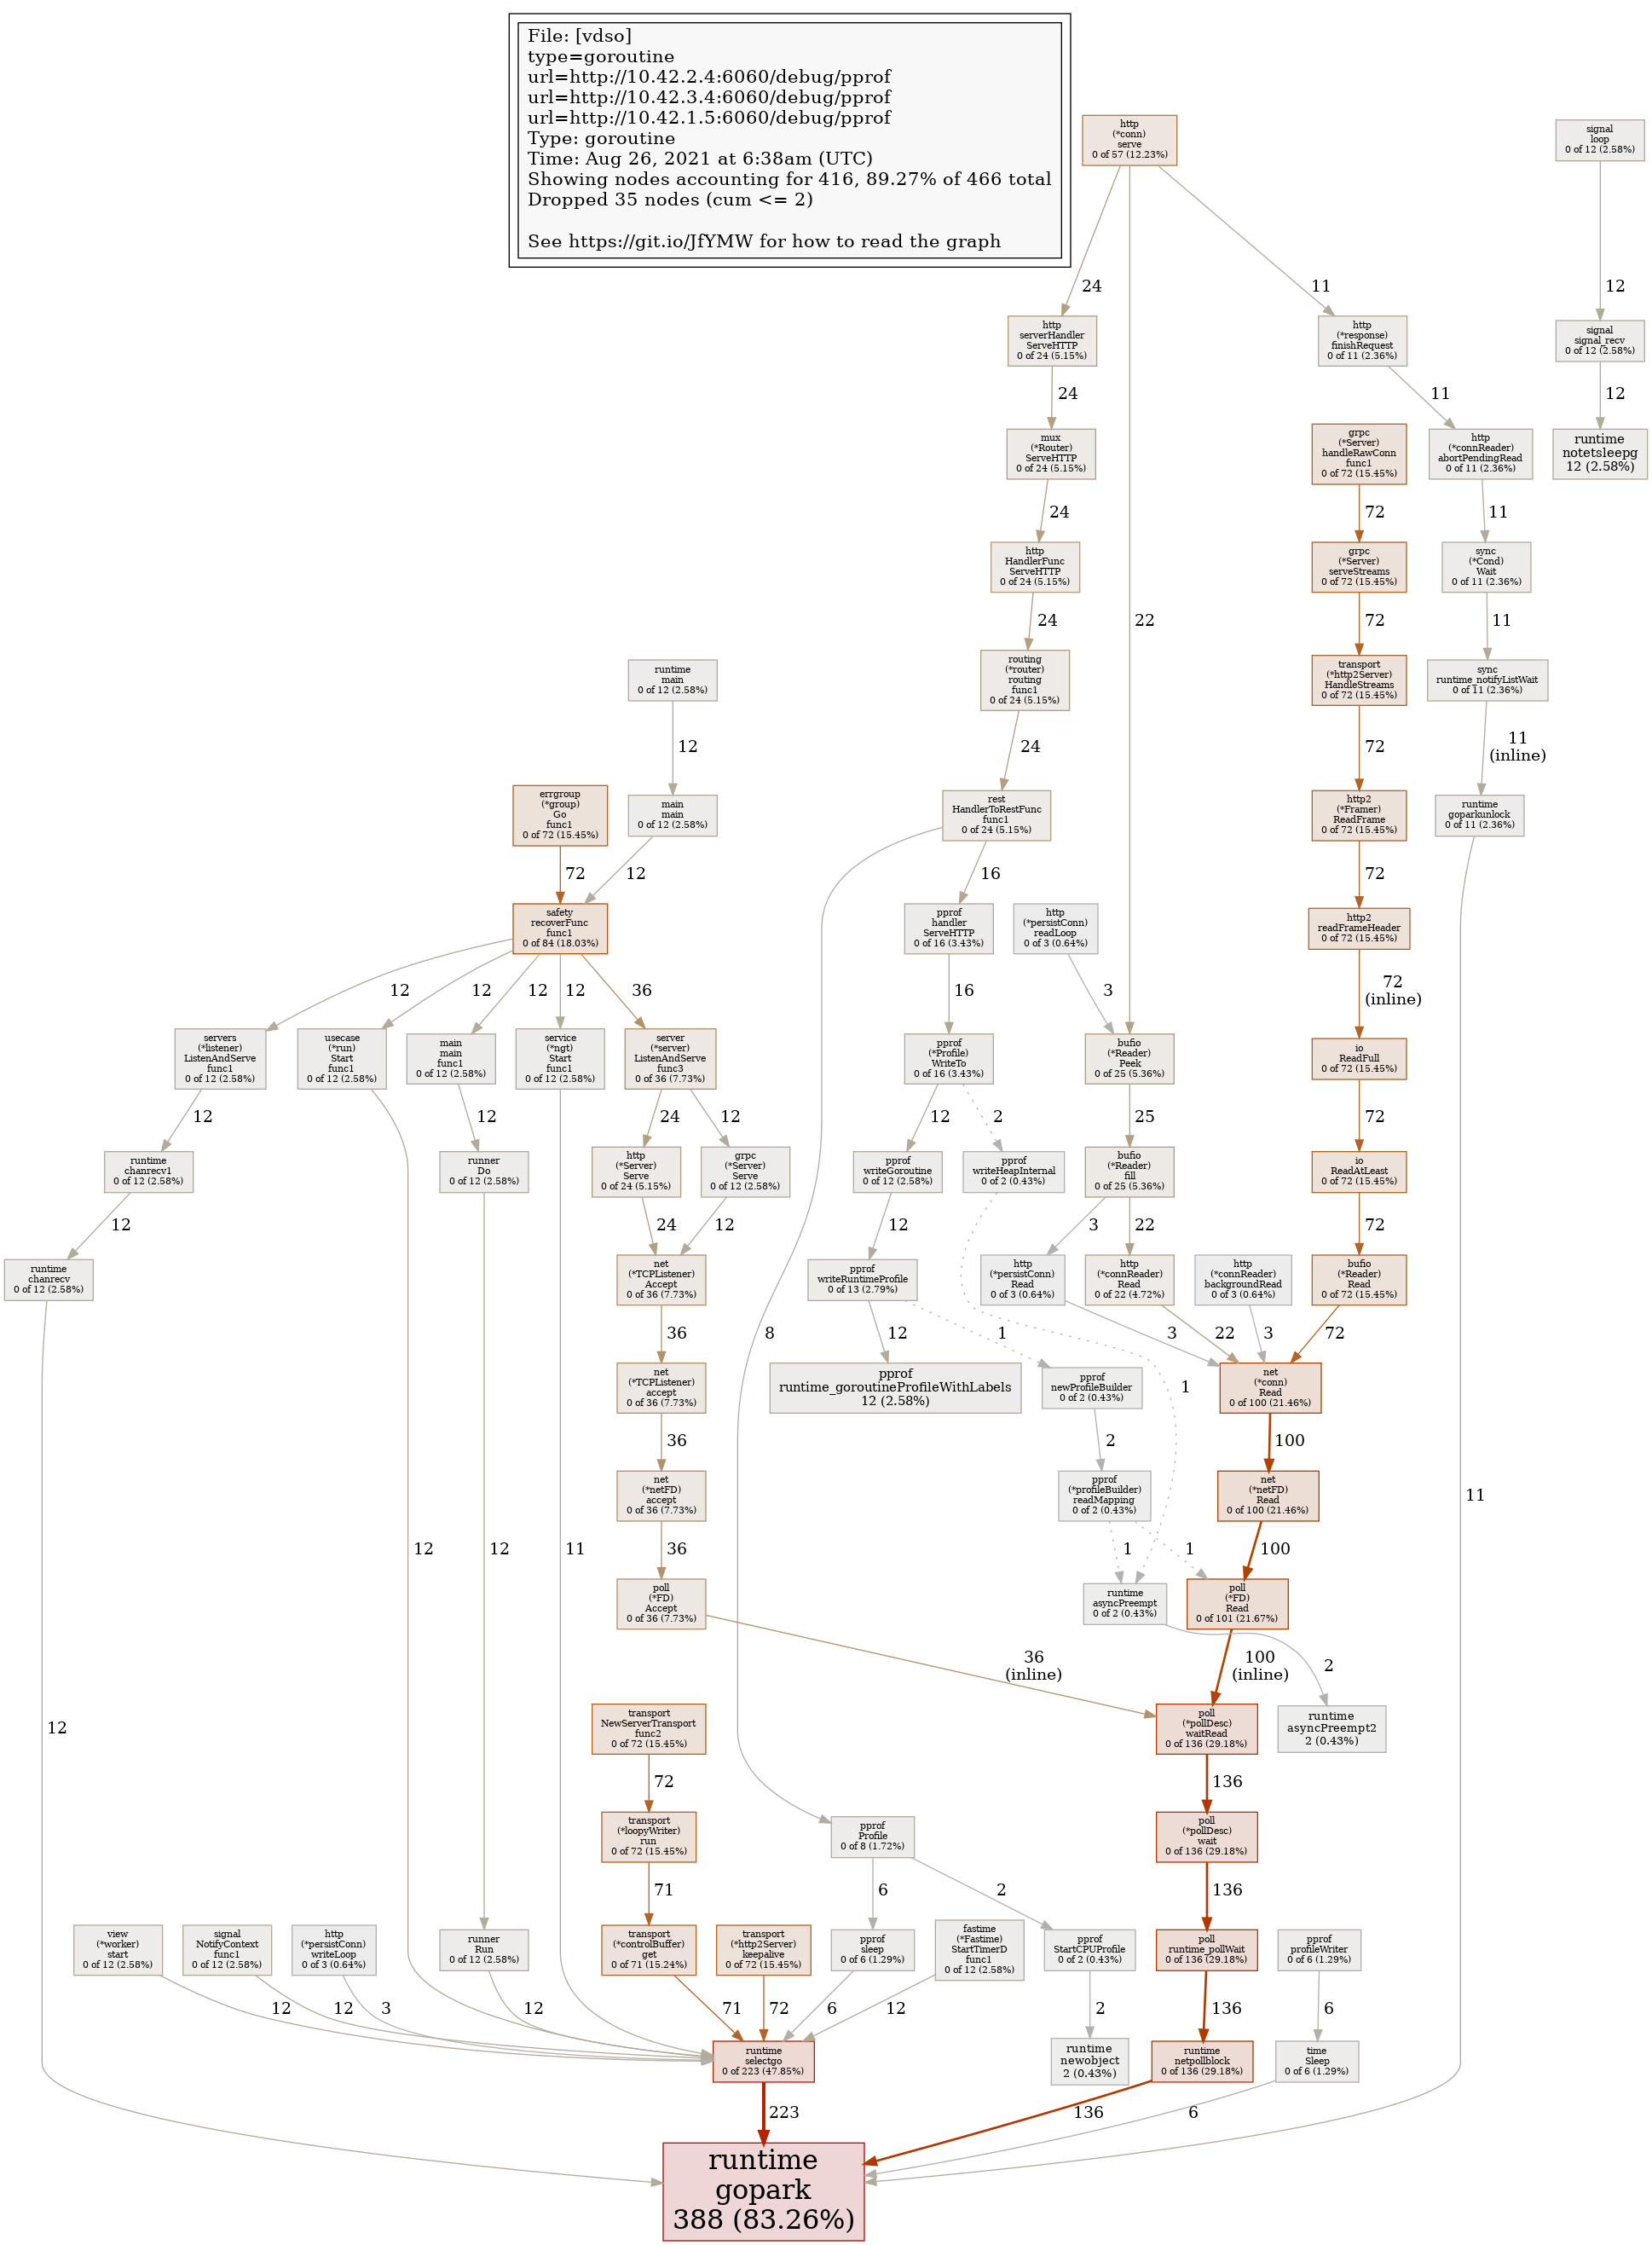 File: [vdso]
type=goroutine
url=http://10.42.2.4:6060/debug/pprof
url=http://10.42.3.4:6060/debug/pprof
url=http://10.42.1.5:6060/debug/pprof
Type: goroutine
Time: Aug 26, 2021 at 6:38am (UTC)
Showing nodes accounting for 416, 89.27% of 466 total
Dropped 35 nodes (cum <= 2)
See https://git.io/JfYMW for how to read the graph
http
(*conn)
serve
0 of 57 (12.23%)
signal
loop
0 of 12 (2.58%)
24
11
12
http
serverHandler
ServeHTTP
0 of 24 (5.15%)
http
(*response)
finishRequest
0 of 11 (2.36%)
signal
signal_recv
0 of 12 (2.58%)
24
11
12
mux
(*Router)
ServeHTTP
0 of 24 (5.15%)
grpc
(*Server)
handleRawConn
func1
0 of 72 (15.45%)
http
(*connReader)
abortPendingRead
0 of 11 (2.36%)
runtime
notetsleepg
12 (2.58%)
24
72
11
http
HandlerFunc
ServeHTTP
0 of 24 (5.15%)
grpc
(*Server)
serveStreams
0 of 72 (15.45%)
sync
(*Cond)
Wait
0 of 11 (2.36%)
24
22
72
11
runtime
main
0 of 12 (2.58%)
routing
(*router)
routing
func1
0 of 24 (5.15%)
transport
(*http2Server)
HandleStreams
0 of 72 (15.45%)
sync
runtime_notifyListWait
0 of 11 (2.36%)
12
24
72
11
(inline)
errgroup
(*group)
Go
func1
0 of 72 (15.45%)
main
main
0 of 12 (2.58%)
rest
HandlerToRestFunc
func1
0 of 24 (5.15%)
http2
(*Framer)
ReadFrame
0 of 72 (15.45%)
runtime
goparkunlock
0 of 11 (2.36%)
72
12
16
72
safety
recoverFunc
func1
0 of 84 (18.03%)
pprof
handler
ServeHTTP
0 of 16 (3.43%)
http
(*persistConn)
readLoop
0 of 3 (0.64%)
http2
readFrameHeader
0 of 72 (15.45%)
12
12
12
12
36
16
3
72
(inline)
servers
(*listener)
ListenAndServe
func1
0 of 12 (2.58%)
usecase
(*run)
Start
func1
0 of 12 (2.58%)
main
main
func1
0 of 12 (2.58%)
service
(*ngt)
Start
func1
0 of 12 (2.58%)
server
(*server)
ListenAndServe
func3
0 of 36 (7.73%)
pprof
(*Profile)
WriteTo
0 of 16 (3.43%)
bufio
(*Reader)
Peek
0 of 25 (5.36%)
io
ReadFull
0 of 72 (15.45%)
12
12
24
12
12
2
25
72
runtime
chanrecv1
0 of 12 (2.58%)
runner
Do
0 of 12 (2.58%)
http
(*Server)
Serve
0 of 24 (5.15%)
grpc
(*Server)
Serve
0 of 12 (2.58%)
pprof
writeGoroutine
0 of 12 (2.58%)
pprof
writeHeapInternal
0 of 2 (0.43%)
bufio
(*Reader)
fill
0 of 25 (5.36%)
io
ReadAtLeast
0 of 72 (15.45%)
12
24
12
12
3
22
72
runtime
chanrecv
0 of 12 (2.58%)
net
(*TCPListener)
Accept
0 of 36 (7.73%)
pprof
writeRuntimeProfile
0 of 13 (2.79%)
http
(*persistConn)
Read
0 of 3 (0.64%)
http
(*connReader)
Read
0 of 22 (4.72%)
http
(*connReader)
backgroundRead
0 of 3 (0.64%)
bufio
(*Reader)
Read
0 of 72 (15.45%)
36
8
12
1
3
22
3
72
net
(*TCPListener)
accept
0 of 36 (7.73%)
pprof
runtime_goroutineProfileWithLabels
12 (2.58%)
pprof
newProfileBuilder
0 of 2 (0.43%)
1
net
(*conn)
Read
0 of 100 (21.46%)
36
2
100
net
(*netFD)
accept
0 of 36 (7.73%)
pprof
(*profileBuilder)
readMapping
0 of 2 (0.43%)
net
(*netFD)
Read
0 of 100 (21.46%)
11
12
12
11
36
1
1
100
poll
(*FD)
Accept
0 of 36 (7.73%)
runtime
asyncPreempt
0 of 2 (0.43%)
poll
(*FD)
Read
0 of 101 (21.67%)
36
(inline)
100
(inline)
2
12
transport
NewServerTransport
func2
0 of 72 (15.45%)
poll
(*pollDesc)
waitRead
0 of 136 (29.18%)
runtime
asyncPreempt2
2 (0.43%)
72
136
transport
(*loopyWriter)
run
0 of 72 (15.45%)
pprof
Profile
0 of 8 (1.72%)
poll
(*pollDesc)
wait
0 of 136 (29.18%)
71
6
2
136
view
(*worker)
start
0 of 12 (2.58%)
signal
NotifyContext
func1
0 of 12 (2.58%)
http
(*persistConn)
writeLoop
0 of 3 (0.64%)
runner
Run
0 of 12 (2.58%)
transport
(*controlBuffer)
get
0 of 71 (15.24%)
transport
(*http2Server)
keepalive
0 of 72 (15.45%)
pprof
sleep
0 of 6 (1.29%)
fastime
(*Fastime)
StartTimerD
func1
0 of 12 (2.58%)
pprof
StartCPUProfile
0 of 2 (0.43%)
poll
runtime_pollWait
0 of 136 (29.18%)
pprof
profileWriter
0 of 6 (1.29%)
12
12
3
12
71
72
6
12
2
136
6
runtime
selectgo
0 of 223 (47.85%)
runtime
newobject
2 (0.43%)
runtime
netpollblock
0 of 136 (29.18%)
time
Sleep
0 of 6 (1.29%)
223
136
6
runtime
gopark
388 (83.26%)